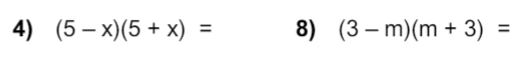 4) (5 – x)(5 + x) = 8) (3 – m)(m + 3) =